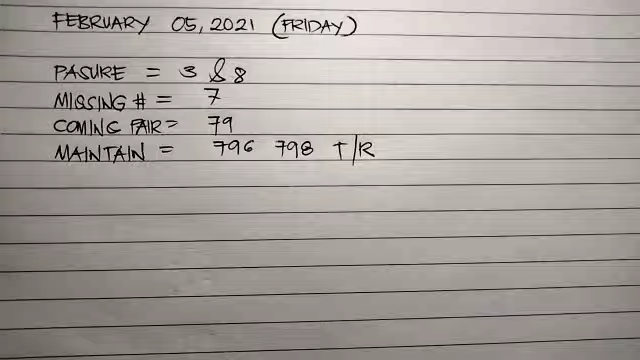 FEBRUARY 05, 2021 (FRIDAY)
PASURE = 3 & 8
MISSING # = 7
COMING PAIR = 79
MAINTAIN = 796 798 T/R